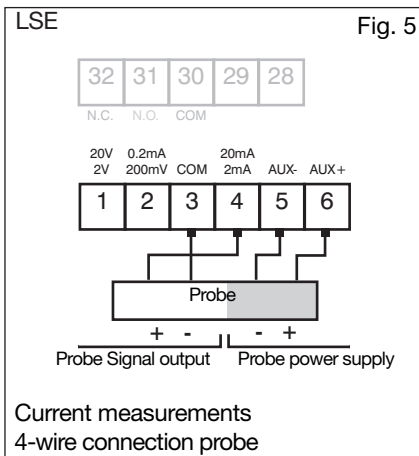 LSE Fig. 5
32 31 30 29 28
N.C. N.O. COM
20V 0.2mA 20mA
2V 200mV COM 2mA AUX- AUX+
1 2 3 4 5 6
Probe
+ - - +
Probe Signal output Probe power supply
Current measurements
4-wire connection probe